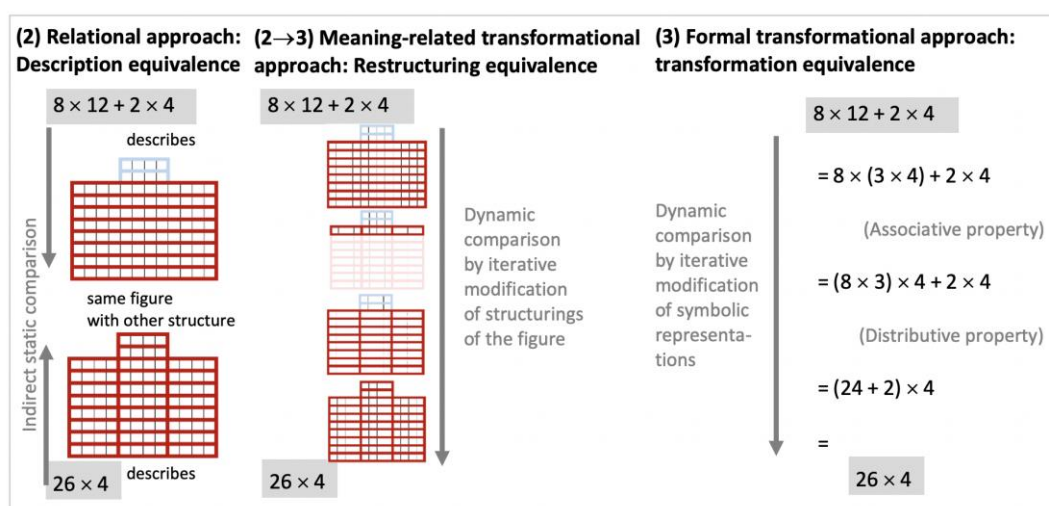 (2) Relational approach:
Description equivalence
8 × 12 + 2 × 4
describes
Indirect static comparison
same figure
with other structure
describes
26 × 4
(2→3) Meaning-related transformational
approach: Restructuring equivalence
8 × 12 + 2 × 4
Dynamic
comparison
by iterative
modification
of structurings
of the figure
26 × 4
(3) Formal transformational approach:
transformation equivalence
8 × 12 + 2 × 4
Dynamic
comparison
by iterative
modification
of symbolic
representa-
tions
= 8 × (3 × 4) + 2 × 4
(Associative property)
= (8 × 3) × 4 + 2 × 4
(Distributive property)
= (24 + 2) × 4
=
26 × 4